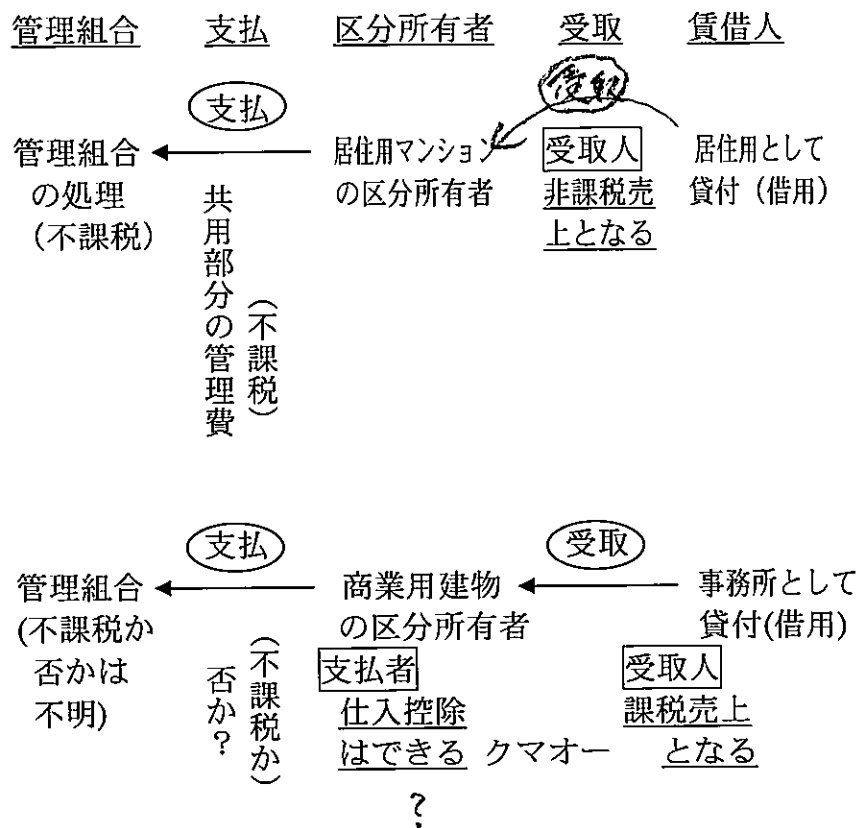 管理組合 支払 区分所有者 受取 賃借人
受取
支払
管理組合の処理(不課税)
居住用マンションの区分所有者
受取人
非課税売上となる
居住用として貸付(借用)
共用部分の管理費
(不課税)
支払
受取
管理組合(不課税か否かは不明)
商業用建物の区分所有者
事務所として貸付(借用)
(不課税か)
否か?
支払者
仕入控除はできる クマオー
受取人
課税売上となる
?